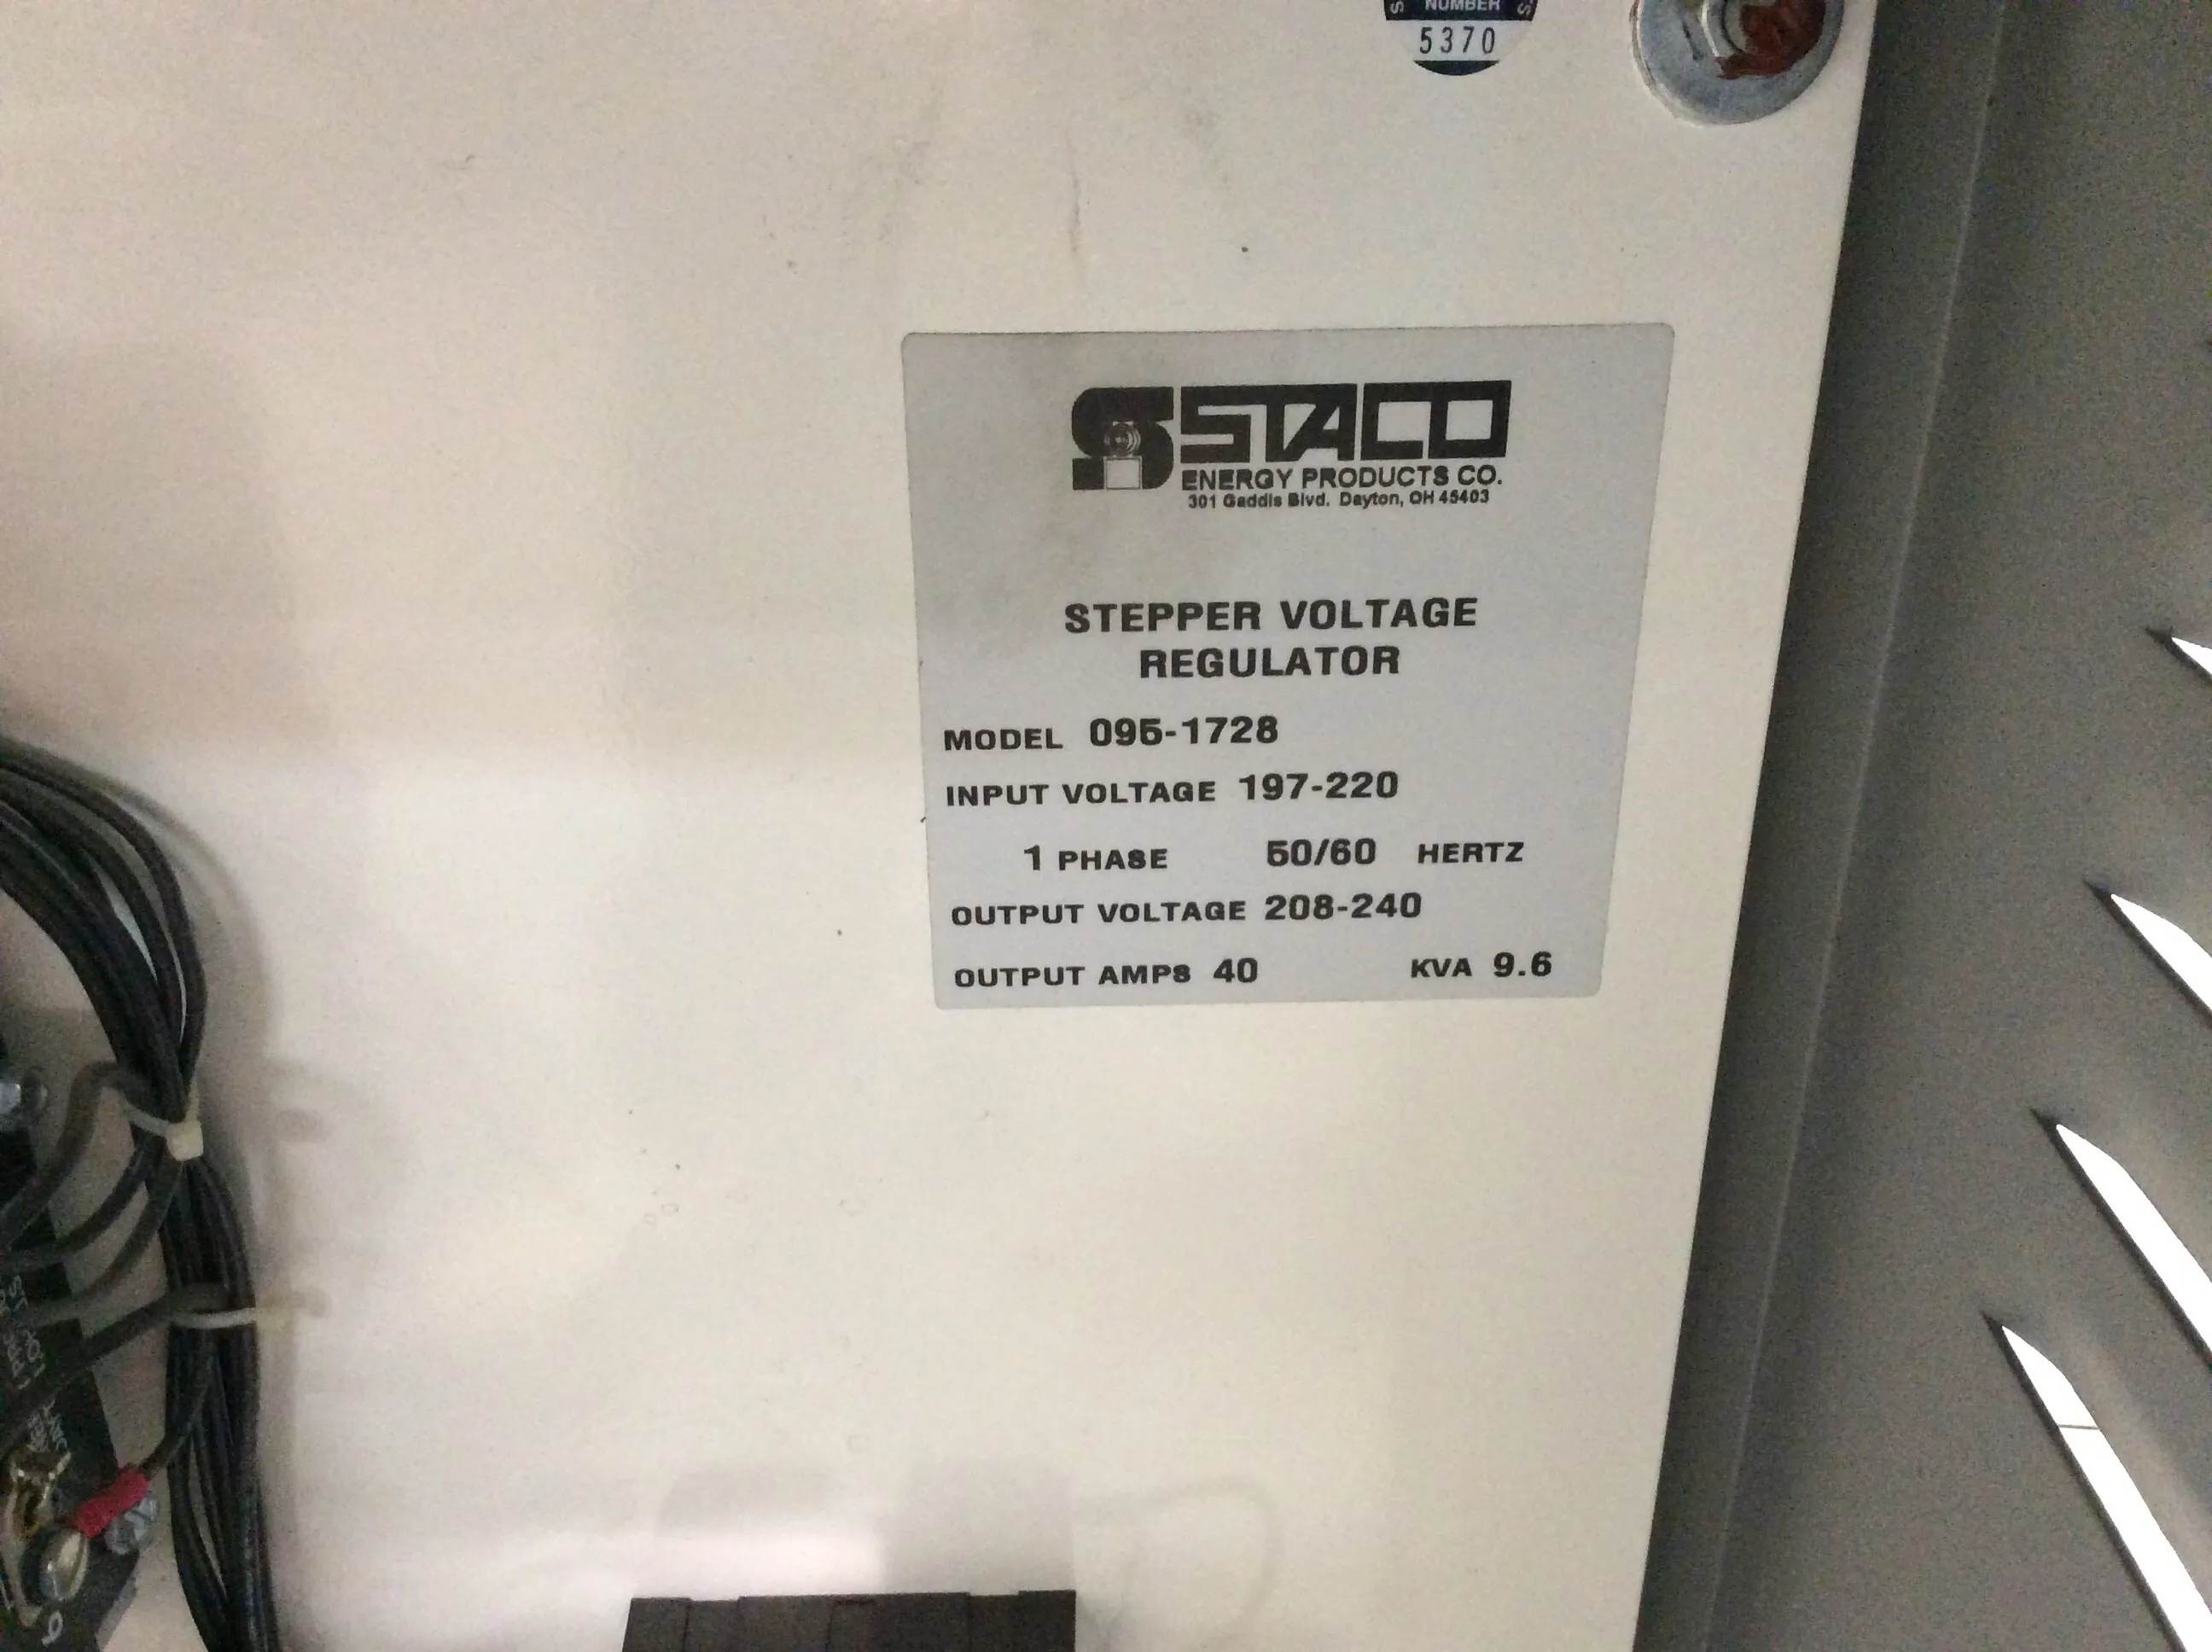 NUMBER
5370
STACO
ENERGY PRODUCTS CO.
301 Gaddis Blvd. Dayton, OH 45403
STEPPER VOLTAGE
REGULATOR
MODEL 095-1728
INPUT VOLTAGE 197-220
1 PHASE 50/60 HERTZ
OUTPUT VOLTAGE 208-240
OUTPUT AMPS 40 KVA 9.6